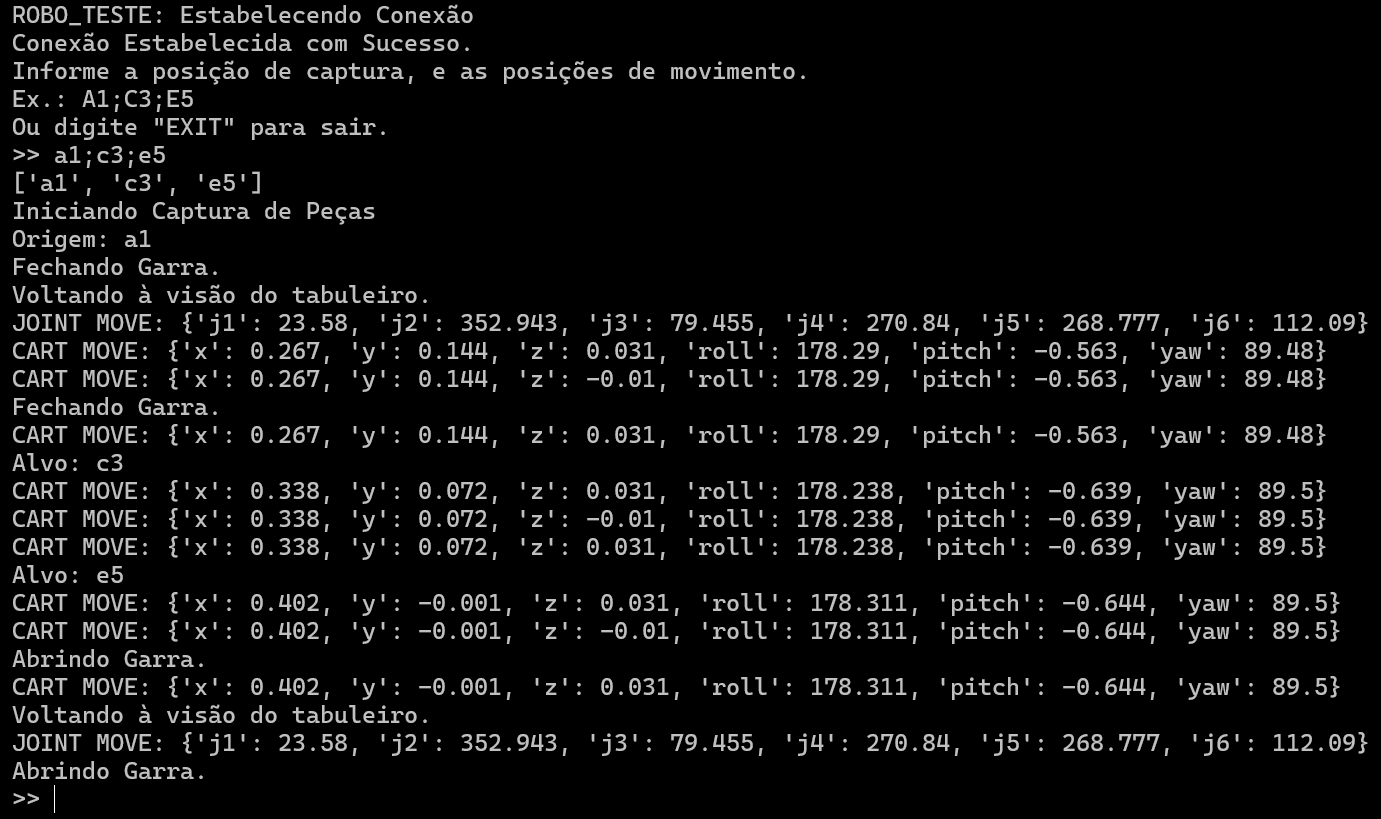 ROBO_TESTE: Estabelecendo Conexão
Conexão Estabelecida com Sucesso.
Informe a posição de captura, e as posições de movimento.
Ex.: A1;C3;E5
Ou digite "EXIT" para sair.
>> a1;c3;e5
['a1', 'c3', 'e5']
Iniciando Captura de Peças
Origem: a1
Fechando Garra.
Voltando à visão do tabuleiro.
JOINT MOVE: {'j1': 23.58, 'j2': 352.943, 'j3': 79.455, 'j4': 270.84, 'j5': 268.777, 'j6': 112.09}
CART MOVE: {'x': 0.267, 'y': 0.144, 'z': 0.031, 'roll': 178.29, 'pitch': -0.563, 'yaw': 89.48}
CART MOVE: {'x': 0.267, 'y': 0.144, 'z': -0.01, 'roll': 178.29, 'pitch': -0.563, 'yaw': 89.48}
Fechando Garra.
CART MOVE: {'x': 0.267, 'y': 0.144, 'z': 0.031, 'roll': 178.29, 'pitch': -0.563, 'yaw': 89.48}
Alvo: c3
CART MOVE: {'x': 0.338, 'y': 0.072, 'z': 0.031, 'roll': 178.238, 'pitch': -0.639, 'yaw': 89.5}
CART MOVE: {'x': 0.338, 'y': 0.072, 'z': -0.01, 'roll': 178.238, 'pitch': -0.639, 'yaw': 89.5}
CART MOVE: {'x': 0.338, 'y': 0.072, 'z': 0.031, 'roll': 178.238, 'pitch': -0.639, 'yaw': 89.5}
Alvo: e5
CART MOVE: {'x': 0.402, 'y': -0.001, 'z': 0.031, 'roll': 178.311, 'pitch': -0.644, 'yaw': 89.5}
CART MOVE: {'x': 0.402, 'y': -0.001, 'z': -0.01, 'roll': 178.311, 'pitch': -0.644, 'yaw': 89.5}
Abrindo Garra.
CART MOVE: {'x': 0.402, 'y': -0.001, 'z': 0.031, 'roll': 178.311, 'pitch': -0.644, 'yaw': 89.5}
Voltando à visão do tabuleiro.
JOINT MOVE: {'j1': 23.58, 'j2': 352.943, 'j3': 79.455, 'j4': 270.84, 'j5': 268.777, 'j6': 112.09}
Abrindo Garra.
>>